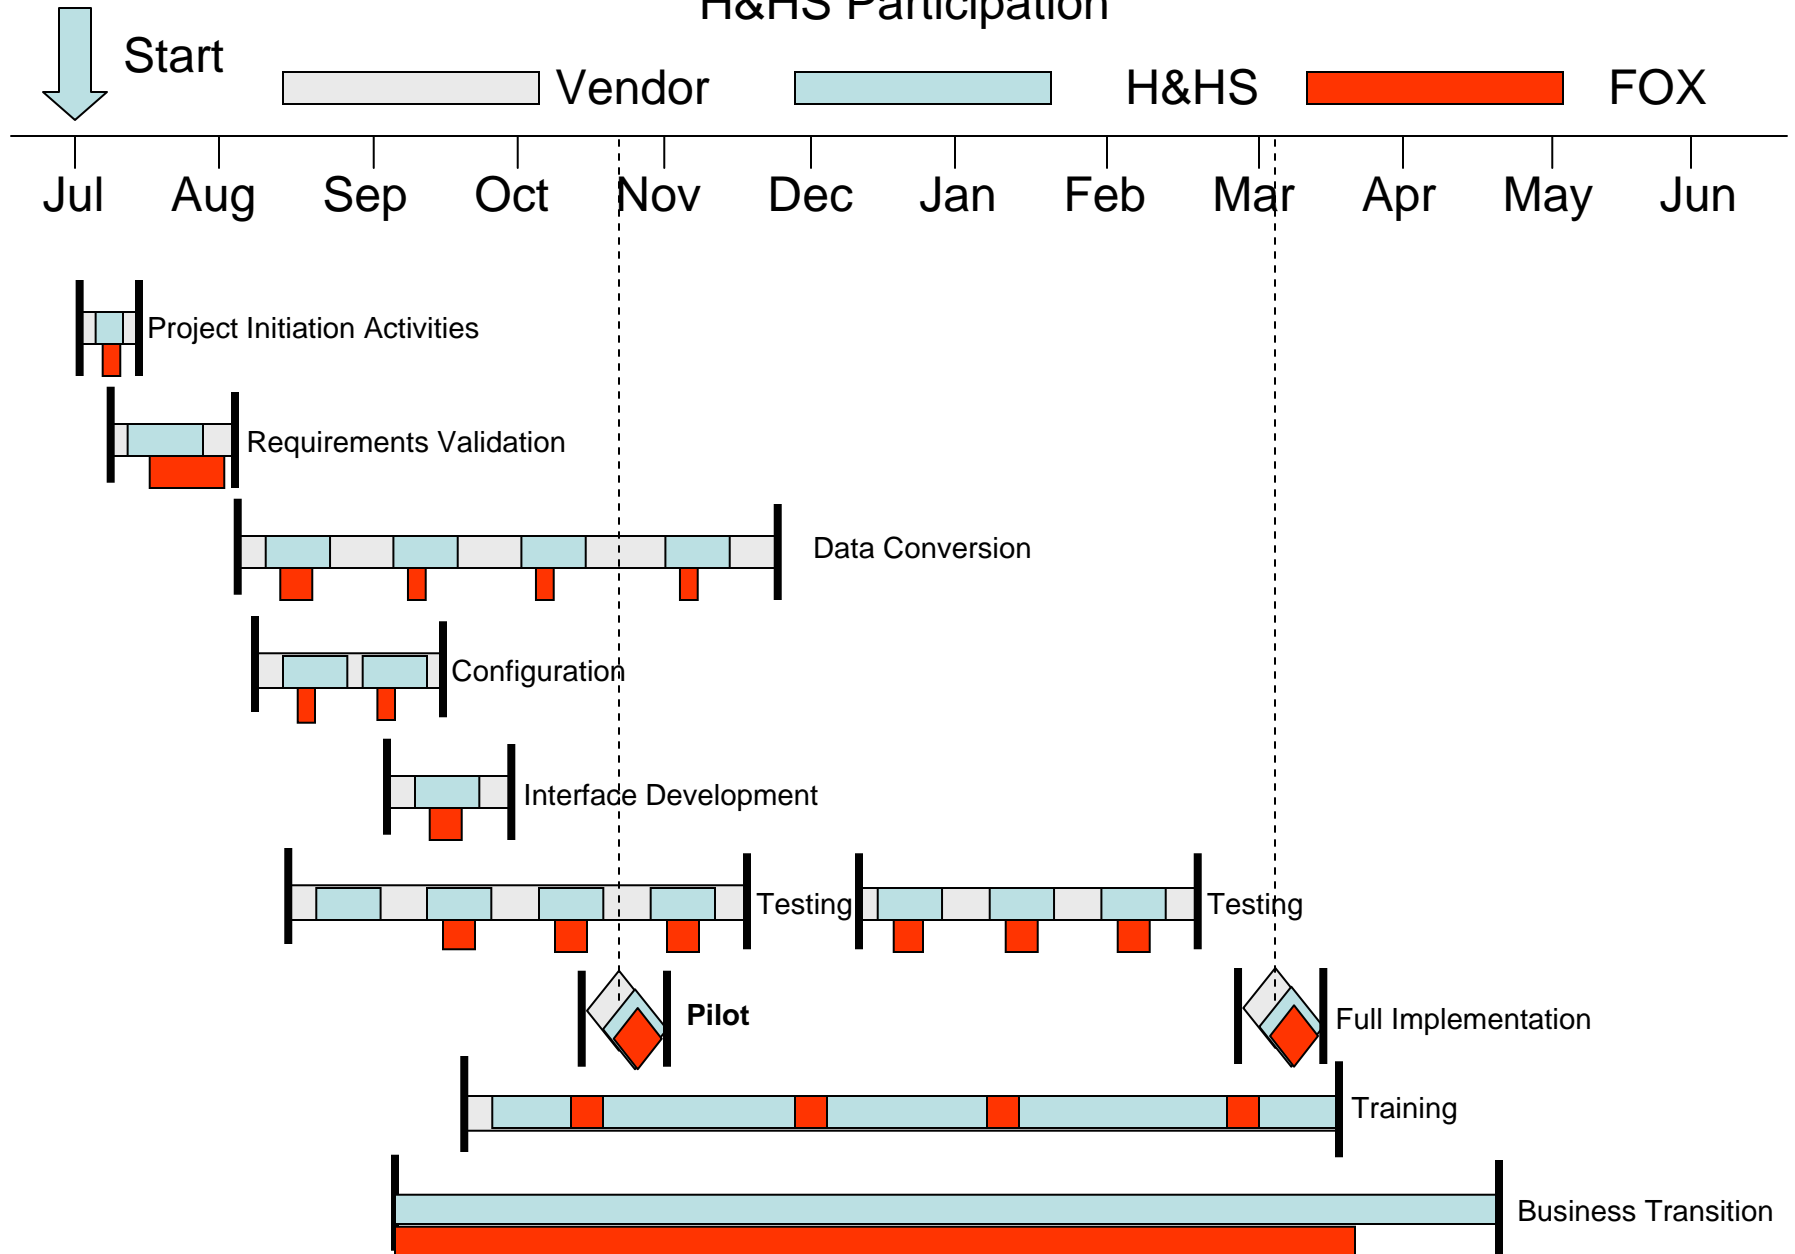 H&HS Participation
Start
Vendor H&HS FOX
Jul Aug Sep Oct Nov Dec Jan Feb Mar Apr May Jun
Project Initiation Activities
Requirements Validation
Data Conversion
Configuration
Interface Development
Testing Testing
Pilot Full Implementation
Training
Business Transition